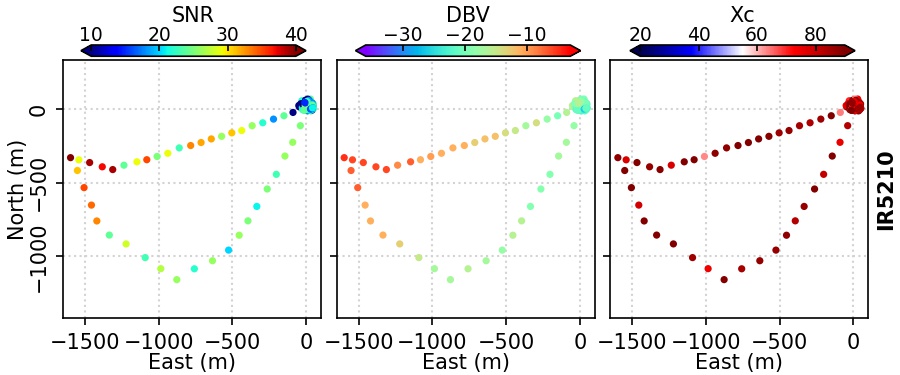 SNR DBV Xc
10 20 30 40 −30 −20 −10 20 40 60 80
North (m)
0
−500
−1000
IR5210
−1500 −1000 −500 0 −1500 −1000 −500 0 −1500 −1000 −500 0
East (m) East (m) East (m)